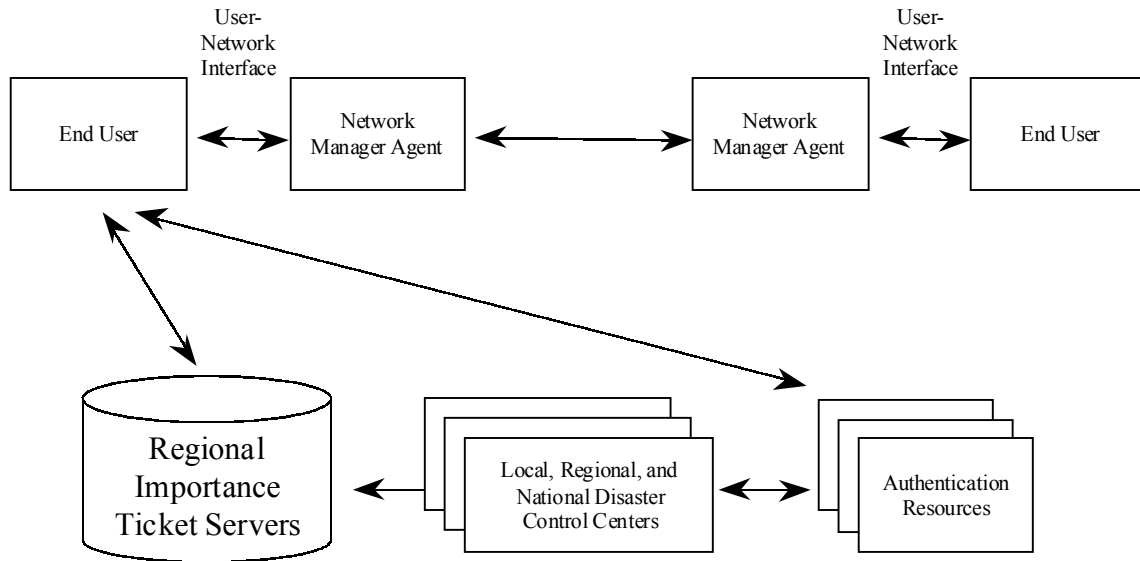 User-
Network
Interface
User-
Network
Interface
End User
Network
Manager Agent
Network
Manager Agent
End User
Regional
Importance
Ticket Servers
Local, Regional, and
National Disaster
Control Centers
Authentication
Resources